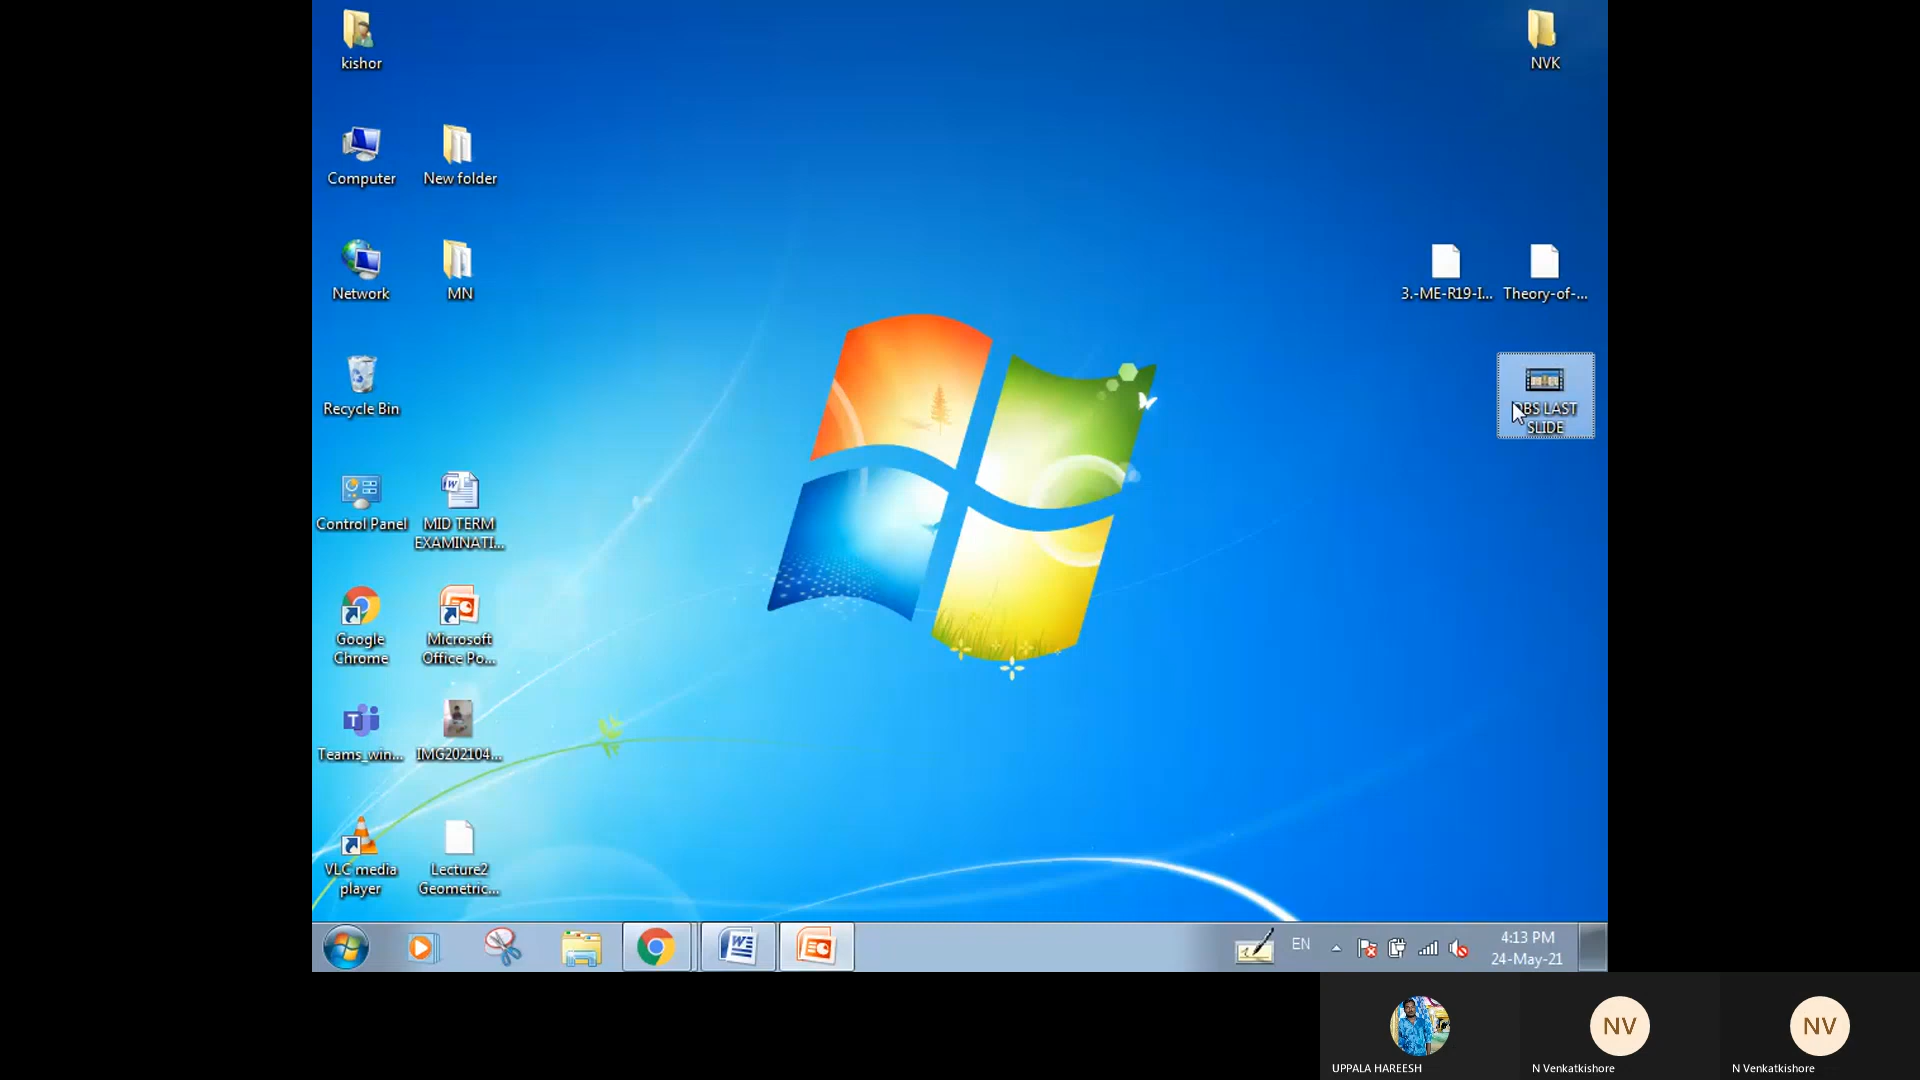 kishor
NVK
Computer
New folder
Network
MN
3.-ME-R19-I...
Theory-of-...
Recycle Bin
LAST
SLIDE
Control Panel
MID TERM
EXAMINATI...
Google
Chrome
Microsoft
Office Po...
Teams_win...
IMG202104...
VLC media
player
Lecture2
Geometric...
EN
4:13 PM
24-May-21
NV
NV
UPPALA HAREESH
N Venkatkishore
N Venkatkishore